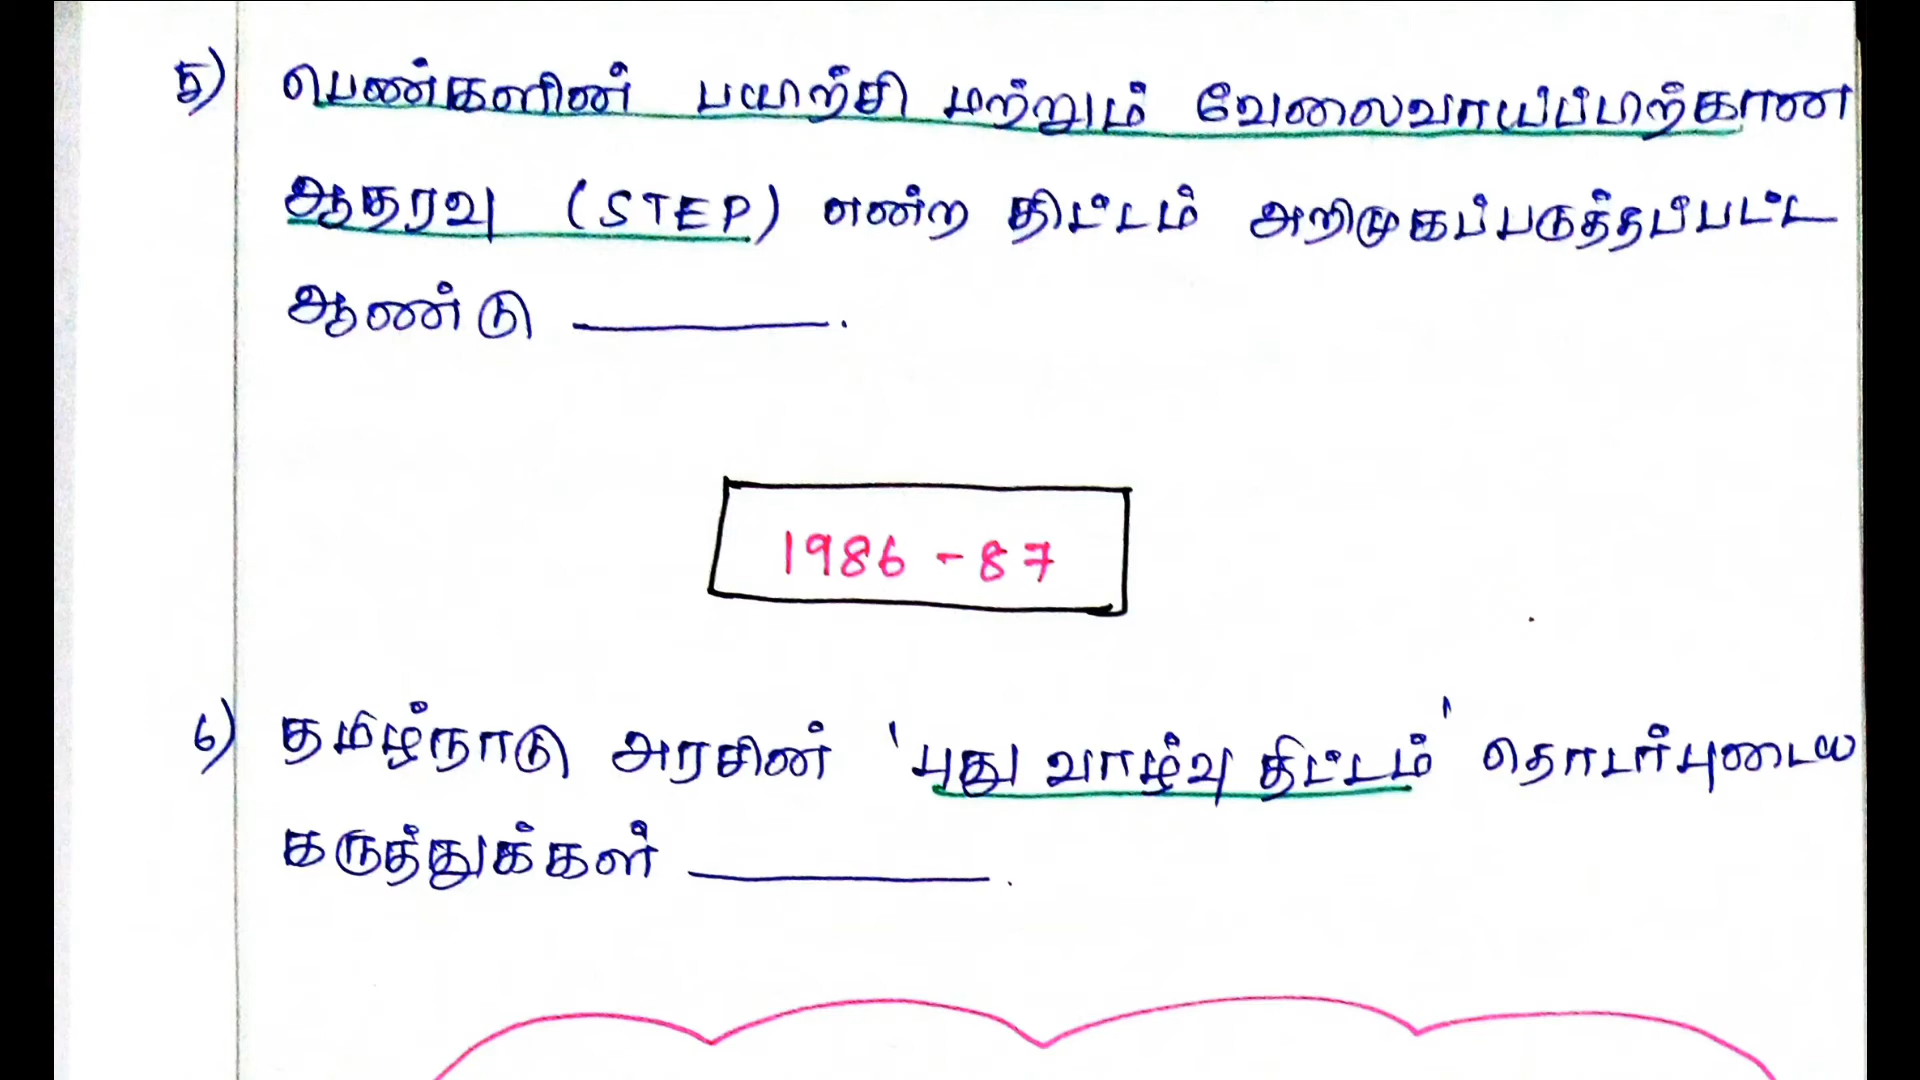 5) பெண்களின் பயிற்சி மற்றும் வேலைவாய்ப்பிற்கான
ஆதரவு (STEP) என்ற திட்டம் அறிமுகப்படுத்தப்பட்ட
ஆண்டு ________.
1986 - 87
6) தமிழ்நாடு அரசின் 'புது வாழ்வு திட்டம்' தொடர்புடைய
கருத்துக்கள் ________.